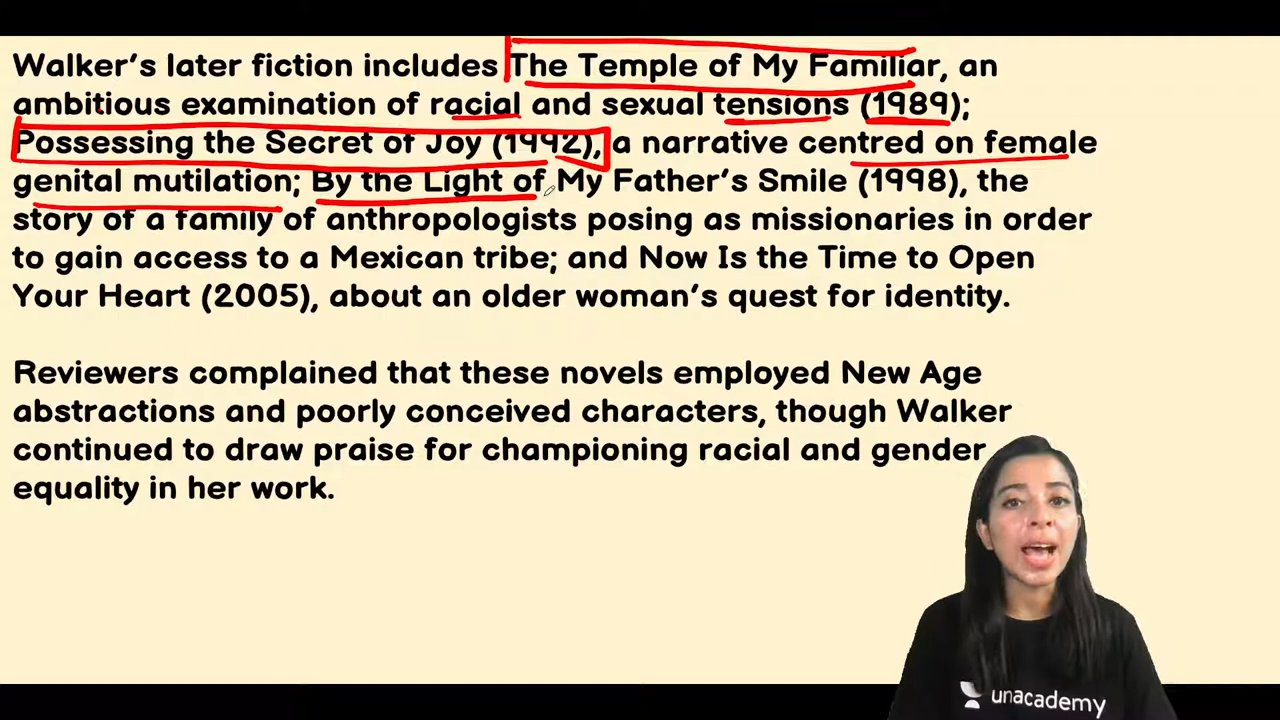 Walker's later fiction includes The Temple of My Familiar, an
ambitious examination of racial and sexual tensions (1989);
Possessing the Secret of Joy (1992), a narrative centred on female
genital mutilation; By the Light of My Father's Smile (1998), the
story of a family of anthropologists posing as missionaries in order
to gain access to a Mexican tribe; and Now Is the Time to Open
Your Heart (2005), about an older woman's quest for identity.
Reviewers complained that these novels employed New Age
abstractions and poorly conceived characters, though Walker
continued to draw praise for championing racial and gender
equality in her work.
unacademy